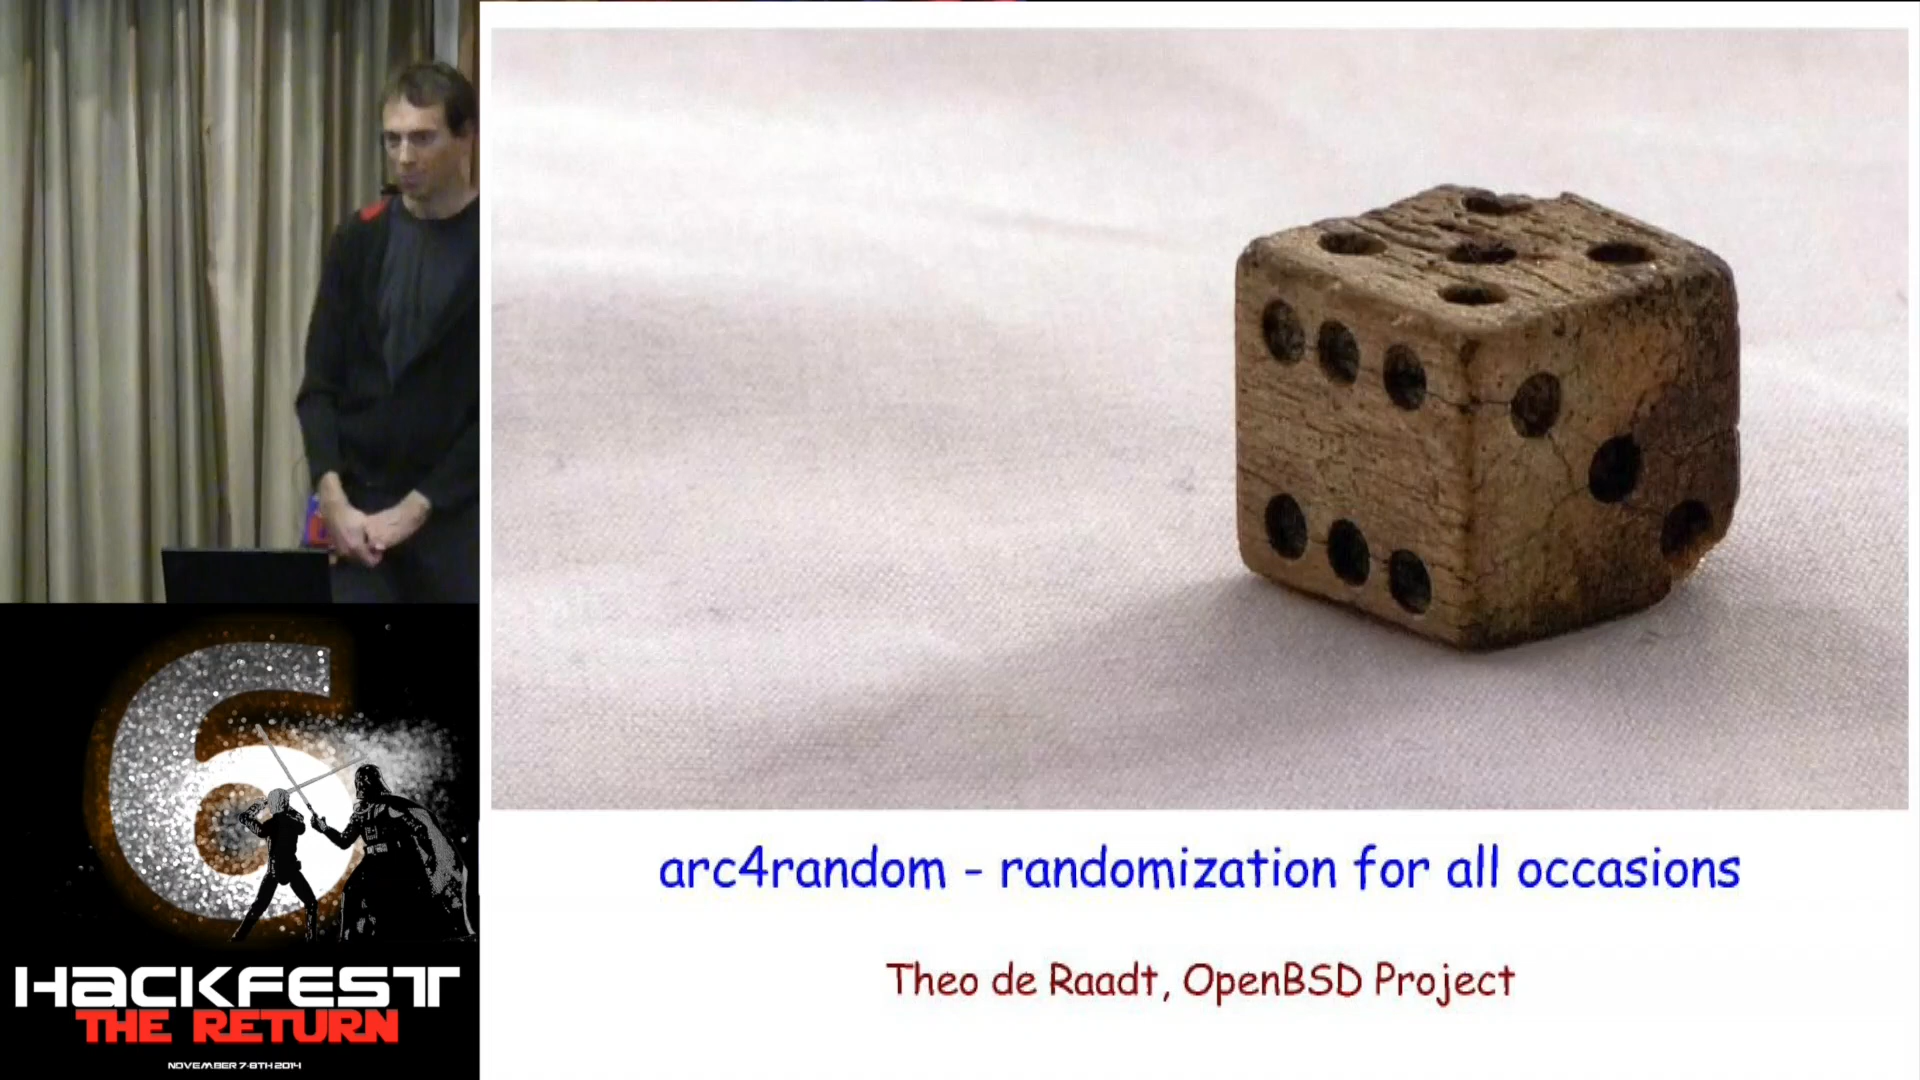 arc4random - randomization for all occasions
Theo de Raadt, OpenBSD Project
6
HACKFEST
THE RETURN
NOVEMBER 7-8TH 2014